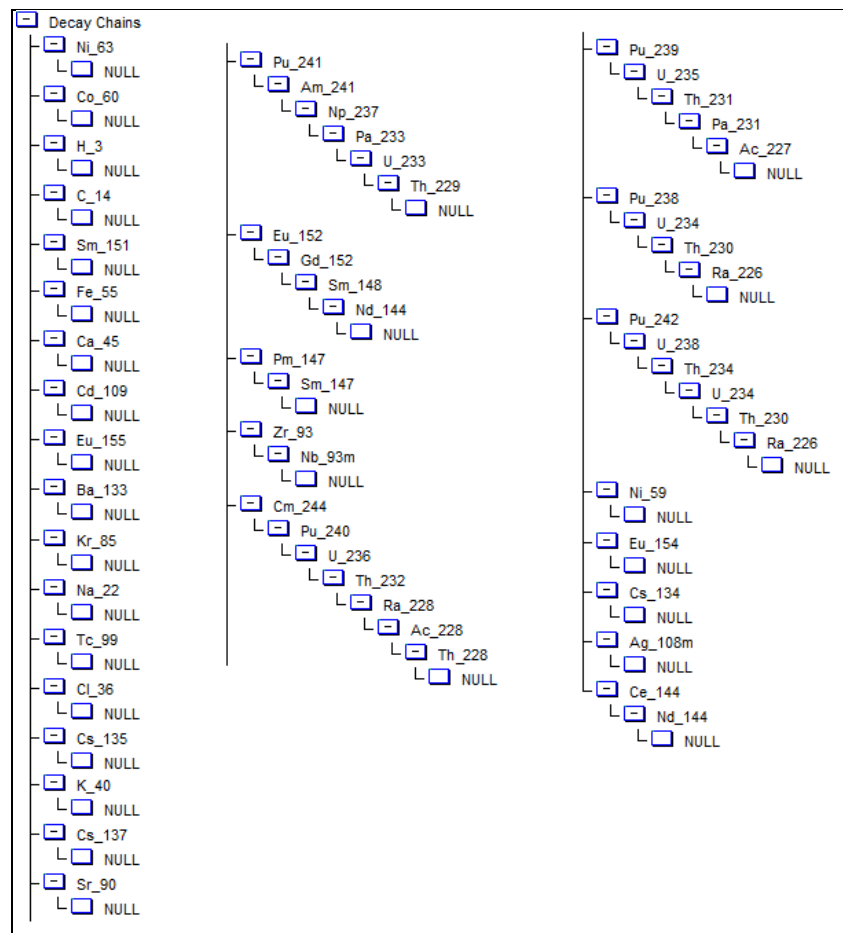 Decay Chains
Ni_63
NULL
Co_60
NULL
H_3
NULL
C_14
NULL
Sm_151
NULL
Fe_55
NULL
Ca_45
NULL
Cd_109
NULL
Eu_155
NULL
Ba_133
NULL
Kr_85
NULL
Na_22
NULL
Tc_99
NULL
Cl_36
NULL
Cs_135
NULL
K_40
NULL
Cs_137
NULL
Sr_90
NULL
Pu_241
Am_241
Np_237
Pa_233
U_233
Th_229
NULL
Eu_152
Gd_152
Sm_148
Nd_144
NULL
Pm_147
Sm_147
NULL
Zr_93
Nb_93m
NULL
Cm_244
Pu_240
U_236
Th_232
Ra_228
Ac_228
Th_228
NULL
Pu_239
U_235
Th_231
Pa_231
Ac_227
NULL
Pu_238
U_234
Th_230
Ra_226
NULL
Pu_242
U_238
Th_234
U_234
Th_230
Ra_226
NULL
Ni_59
NULL
Eu_154
NULL
Cs_134
NULL
Ag_108m
NULL
Ce_144
Nd_144
NULL